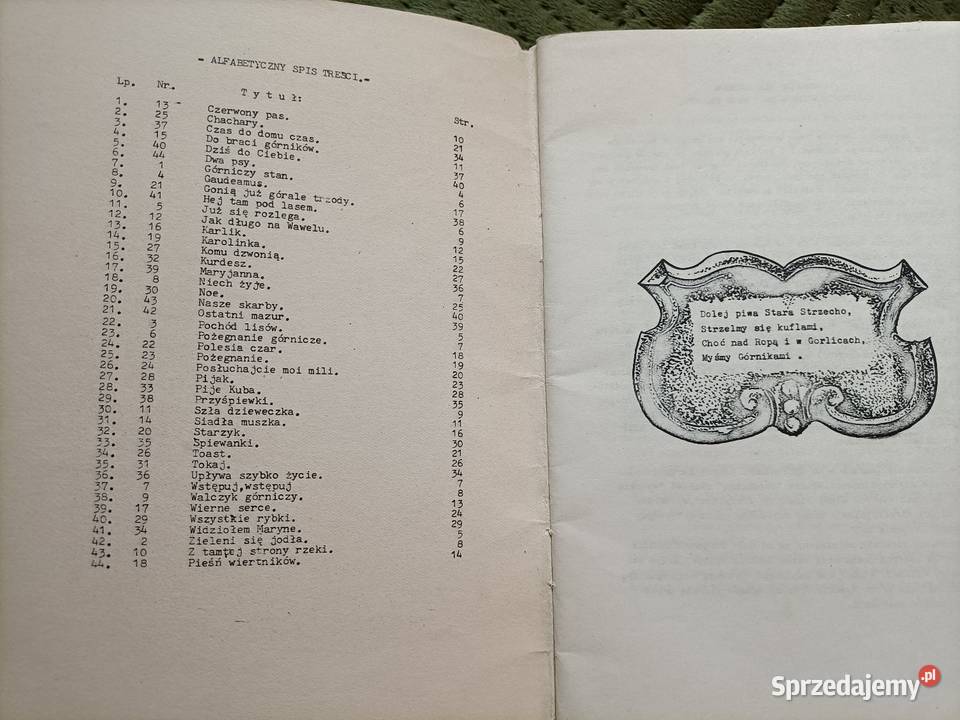 - ALFABETYCZNY SPIS TREŚCI.-
Lp. Nr. Tytuł: Str.
1. 13 - Czerwony pas. 10
2. 25 Chachary. 21
3. 37 Czas do domu czas. 34
4. 15 Do braci górników. 11
5. 40 Dziś do Ciebie. 37
6. 44 Dwa psy. 40
7. 1 Górniczy stan. 4
8. 4 Gaudeamus. 6
9. 21 Gonią już górale trzody. 17
10. 41 Hej tam pod lasem. 38
11. 5 Już się rozlega. 6
12. 12 Jak długo na Wawelu. 9
13. 16 Karlik. 12
14. 19 Karolinka. 15
15. 27 Komu dzwonią. 22
16. 32 Kurdesz. 27
17. 39 Maryjanna. 36
18. 8 Niech żyje. 7
19. 30 Noe. 25
20. 43 Nasze skarby. 40
21. 42 Ostatni mazur. 39
22. 3 Pochód lisów. 5
23. 6 Pożegnanie górnicze. 7
24. 22 Polesia czar. 18
25. 23 Pożegnanie. 19
26. 24 Posłuchajcie moi mili. 20
27. 28 Pijak. 23
28. 33 Pije Kuba. 28
29. 38 Przyśpiewki. 35
30. 11 Szła dzieweczka. 9
31. 14 Siadła muszka. 11
32. 20 Starzyk. 16
33. 35 Śpiewanki. 30
34. 26 Toast. 21
35. 31 Tokaj. 26
36. 36 Upływa szybko życie. 34
37. 7 Wstępuj,wstępuj 7
38. 9 Walczyk górniczy. 8
39. 17 Wierne serce. 13
40. 29 Wszystkie rybki. 24
41. 34 Widziołem Maryne. 29
42. 2 Zieleni się jodła. 5
43. 10 Z tamtej strony rzeki. 8
44. 18 Pieśń wiertników. 14
Dolej piwa Stara Strzecho,
Strzelmy się kuflami,
Choć nad Ropą i w Gorlicach,
Myśmy Górnikami .
Sprzedajemy.pl